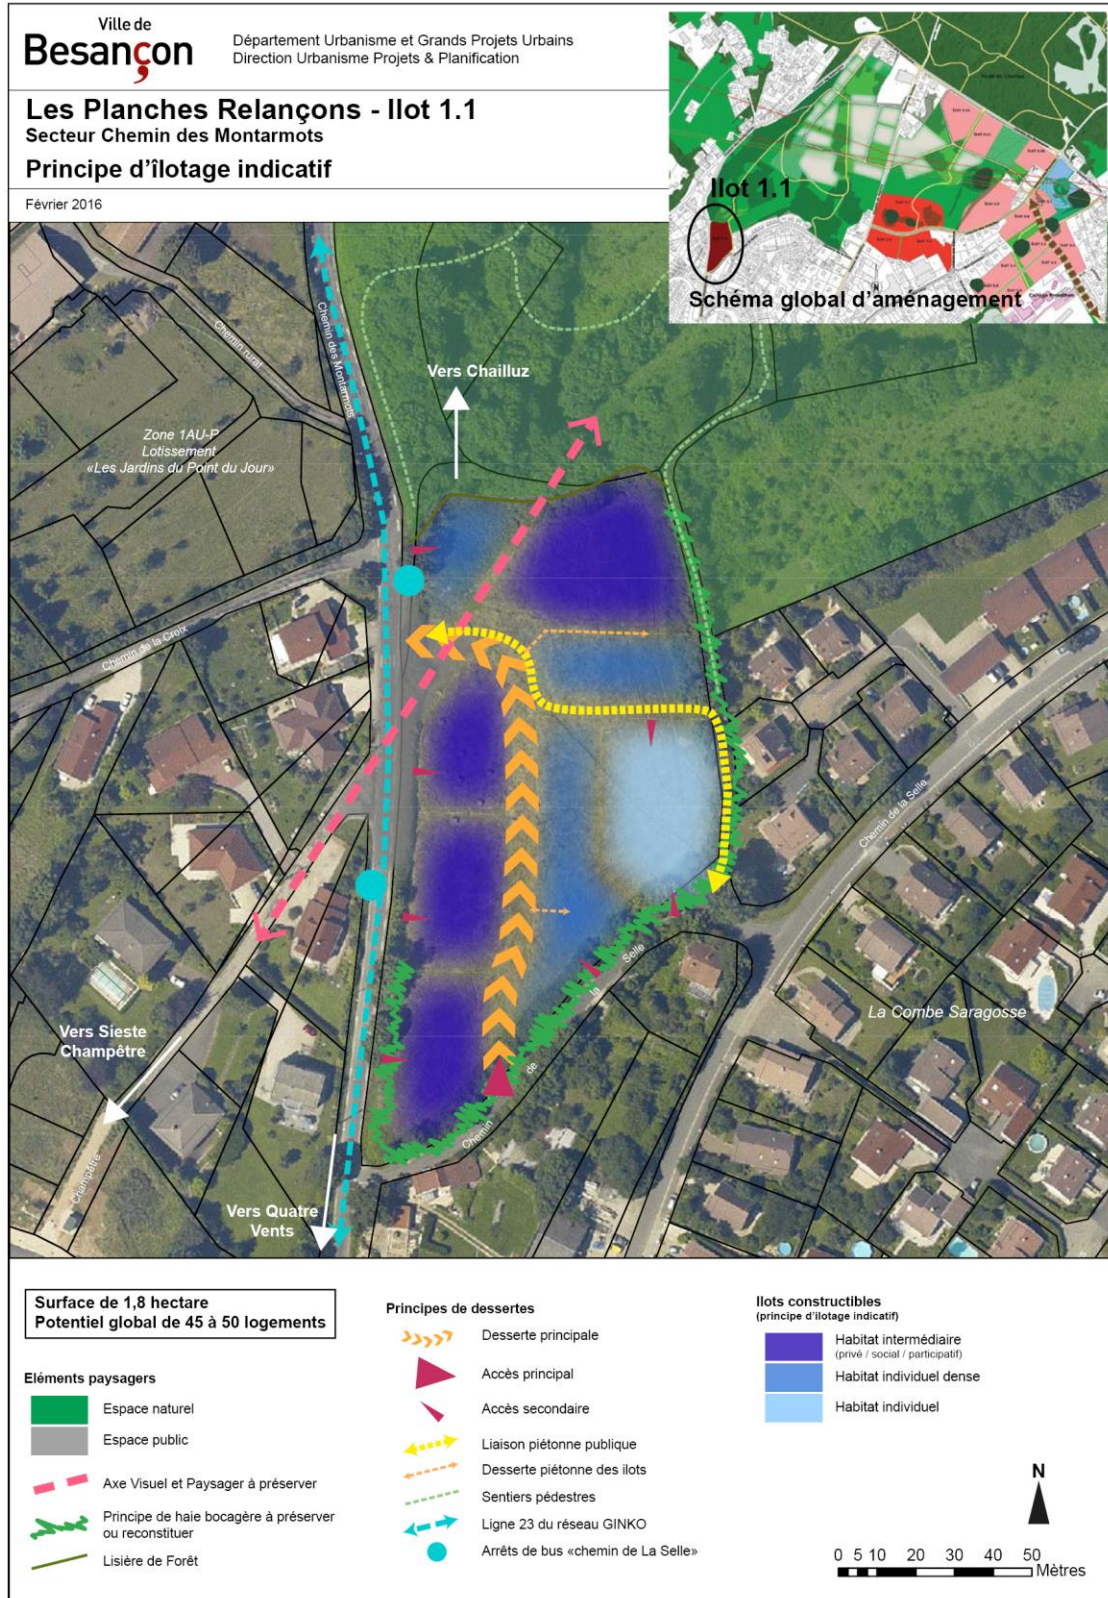 Ville de
Besançon
Département Urbanisme et Grands Projets Urbains
Direction Urbanisme Projets & Planification
Les Planches Relançons - Ilot 1.1
Secteur Chemin des Montarmots
Principe d'îlotage indicatif
Février 2016
Ilot 1.1
Schéma global d'aménagement
Chemin des Montarmots
Chemin rural
Vers Chailluz
Zone 1AU-P
Lotissement
«Les Jardins du Point du Jour»
Chemin de la Croix
Chemin de la Selle
La Combe Saragosse
Vers Sieste
Champêtre
Chemin de la Selle
Champêtre
Vers Quatre
Vents
Surface de 1,8 hectare
Potentiel global de 45 à 50 logements
Eléments paysagers
Espace naturel
Espace public
Axe Visuel et Paysager à préserver
Principe de haie bocagère à préserver
ou reconstituer
Lisière de Forêt
Principes de dessertes
Desserte principale
Accès principal
Accès secondaire
Liaison piétonne publique
Desserte piétonne des ilots
Sentiers pédestres
Ligne 23 du réseau GINKO
Arrêts de bus «chemin de La Selle»
Ilots constructibles
(principe d'ilotage indicatif)
Habitat intermédiaire
(privé / social / participatif)
Habitat individuel dense
Habitat individuel
N
0 5 10 20 30 40 50
Mètres